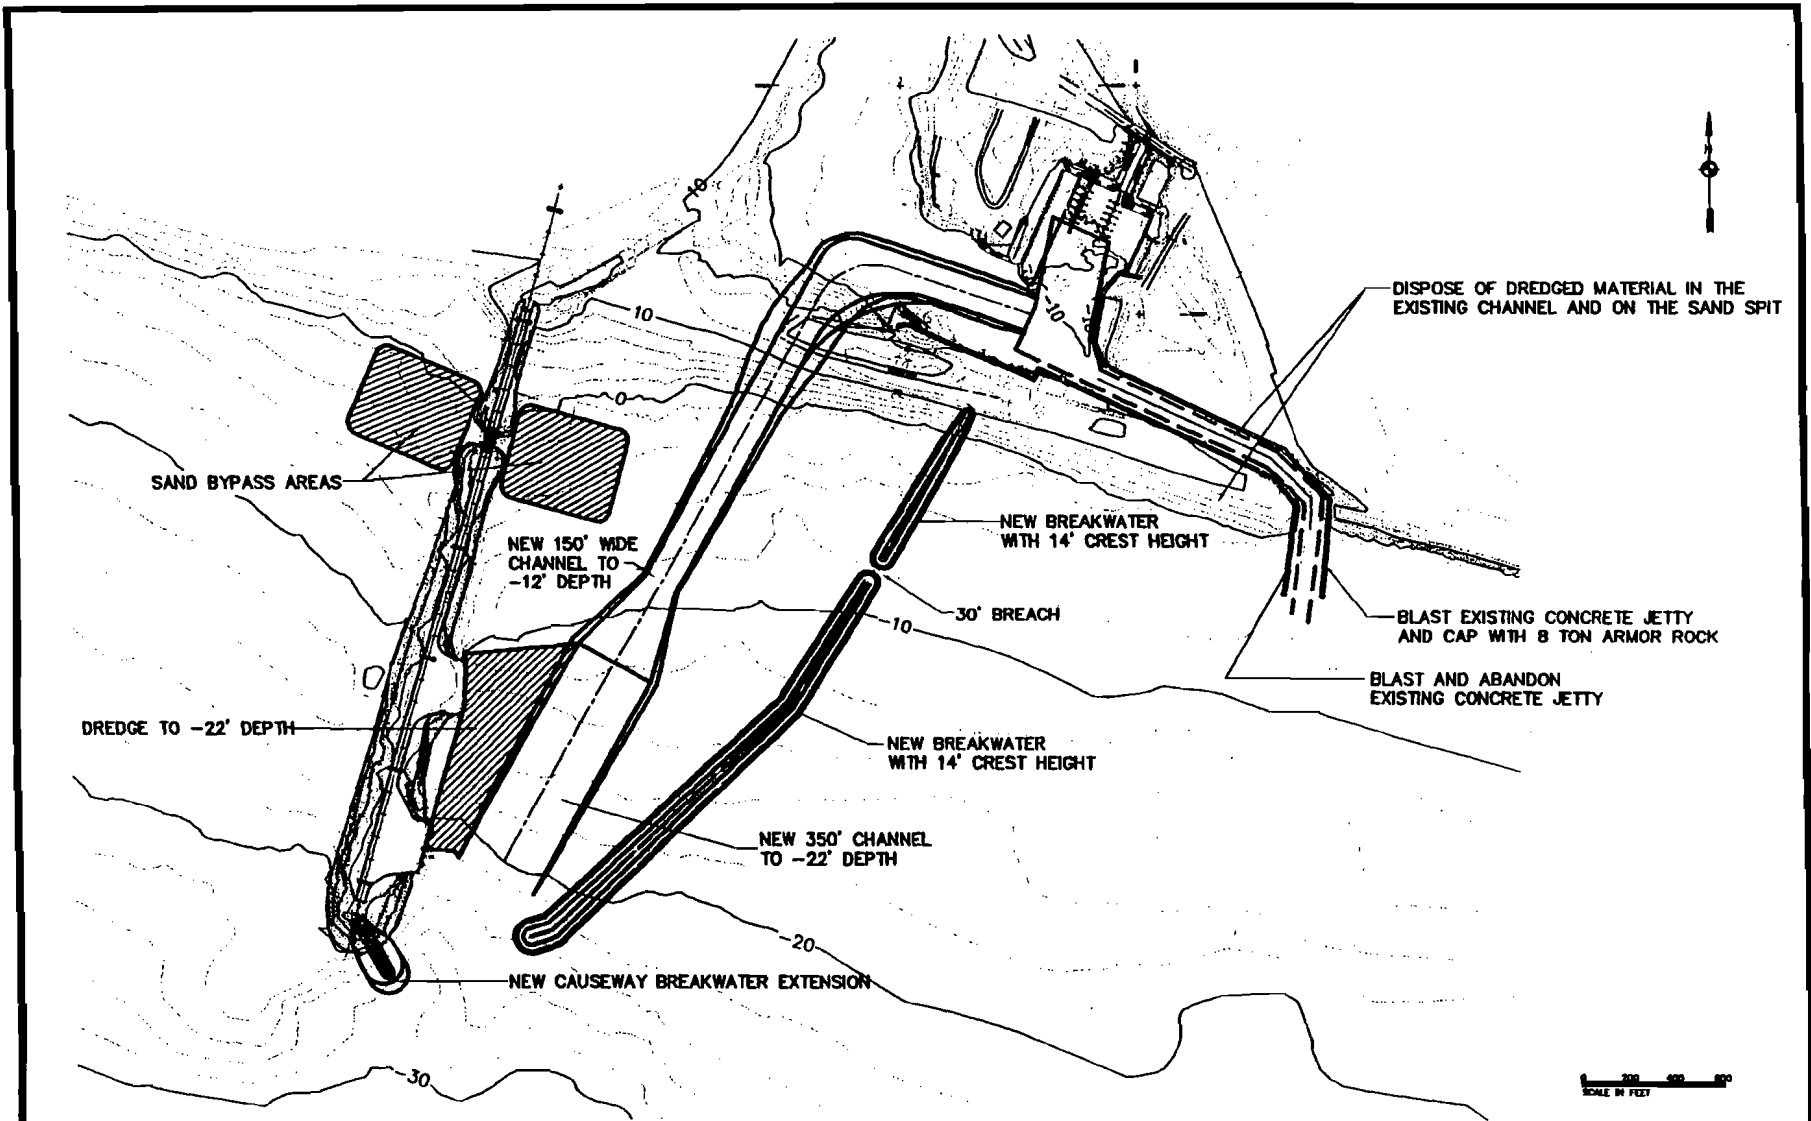 N
10
DISPOSE OF DREDGED MATERIAL IN THE
EXISTING CHANNEL AND ON THE SAND SPIT
10
-10
0
SAND BYPASS AREAS
NEW 150' WIDE
CHANNEL TO
-12' DEPTH
NEW BREAKWATER
WITH 14' CREST HEIGHT
30' BREACH
-10
BLAST EXISTING CONCRETE JETTY
AND CAP WITH 8 TON ARMOR ROCK
BLAST AND ABANDON
EXISTING CONCRETE JETTY
DREDGE TO -22' DEPTH
NEW BREAKWATER
WITH 14' CREST HEIGHT
NEW 350' CHANNEL
TO -22' DEPTH
-20
NEW CAUSEWAY BREAKWATER EXTENSION
-30
0 200 400 600
SCALE IN FEET